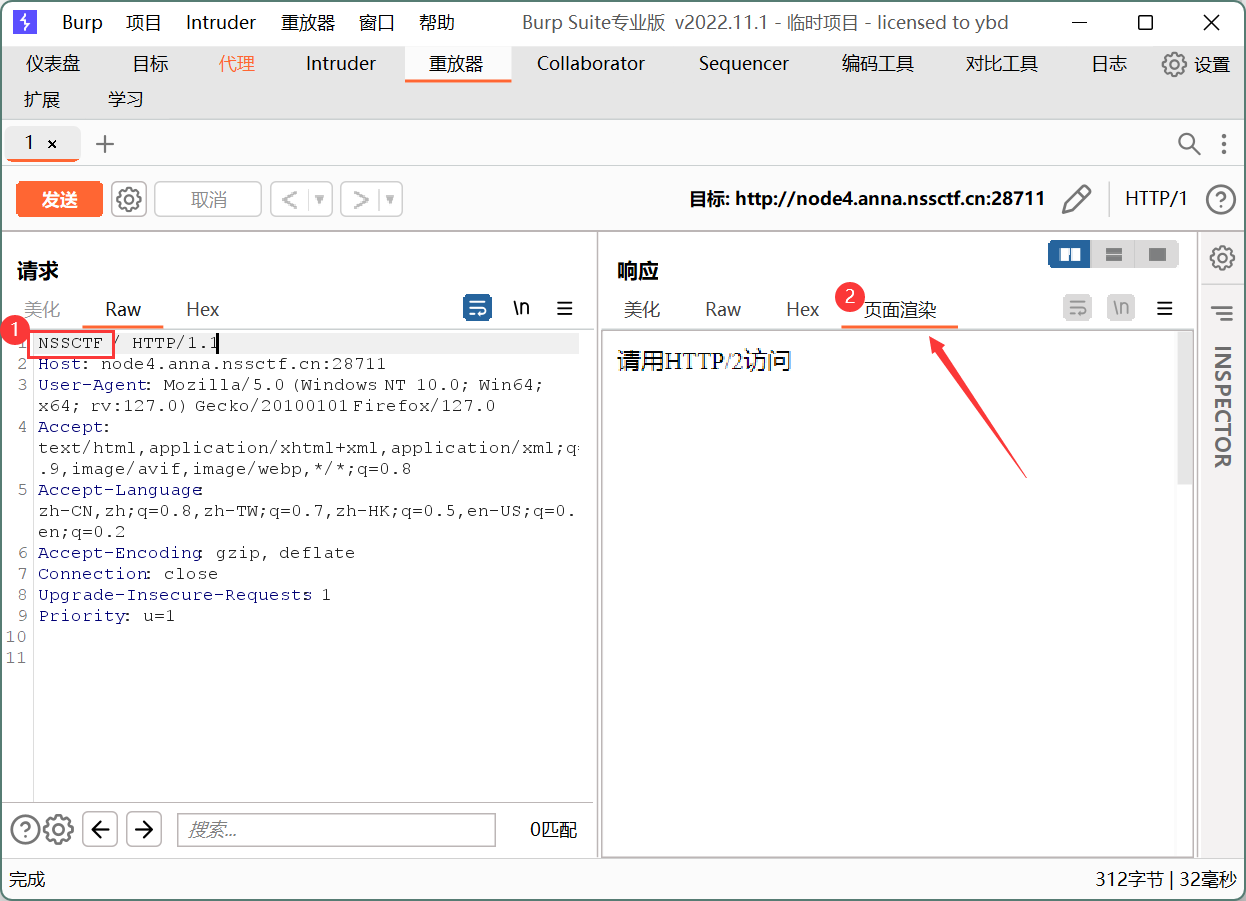 Burp 项目 Intruder 重放器 窗口 帮助 Burp Suite专业版 v2022.11.1 - 临时项目 - licensed to ybd
仪表盘 目标 代理 Intruder 重放器 Collaborator Sequencer 编码工具 对比工具 日志 设置
扩展 学习
1 × +
发送 取消 < ▼ > ▼ 目标: http://node4.anna.nssctf.cn:28711 HTTP/1 ?
请求
美化 Raw Hex \n
1
1 NSSCTF / HTTP/1.1
2 Host: node4.anna.nssctf.cn:28711
3 User-Agent: Mozilla/5.0 (Windows NT 10.0; Win64;
x64; rv:127.0) Gecko/20100101 Firefox/127.0
4 Accept:
text/html,application/xhtml+xml,application/xml;q=
.9,image/avif,image/webp,*/*;q=0.8
5 Accept-Language:
zh-CN,zh;q=0.8,zh-TW;q=0.7,zh-HK;q=0.5,en-US;q=0.
en;q=0.2
6 Accept-Encoding: gzip, deflate
7 Connection: close
8 Upgrade-Insecure-Requests: 1
9 Priority: u=1
10
11
? 搜索... 0匹配
响应
美化 Raw Hex 2 页面渲染 \n
请用HTTP/2访问
INSPECTOR
完成 312字节 | 32毫秒